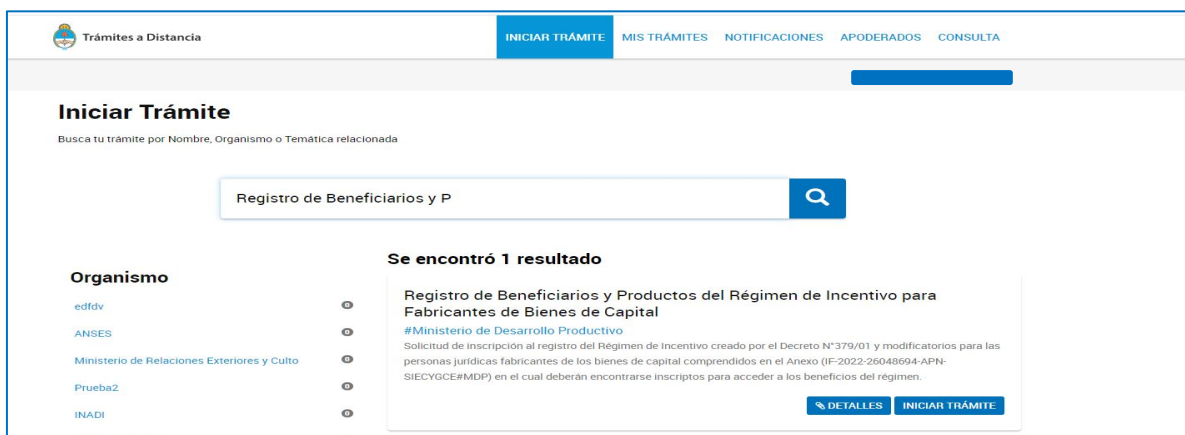 Trámites a Distancia
INICIAR TRÁMITE MIS TRÁMITES NOTIFICACIONES APODERADOS CONSULTA
Iniciar Trámite
Busca tu trámite por Nombre, Organismo o Temática relacionada
Registro de Beneficiarios y P
Organismo
edfdv 0
ANSES 0
Ministerio de Relaciones Exteriores y Culto 0
Prueba2 0
INADI 0
Se encontró 1 resultado
Registro de Beneficiarios y Productos del Régimen de Incentivo para
Fabricantes de Bienes de Capital
#Ministerio de Desarrollo Productivo
Solicitud de inscripción al registro del Régimen de Incentivo creado por el Decreto N°379/01 y modificatorios para las
personas jurídicas fabricantes de los bienes de capital comprendidos en el Anexo (IF-2022-26048694-APN-
SIECYGCE#MDP) en el cual deberán encontrarse inscriptos para acceder a los beneficios del régimen.
DETALLES INICIAR TRÁMITE